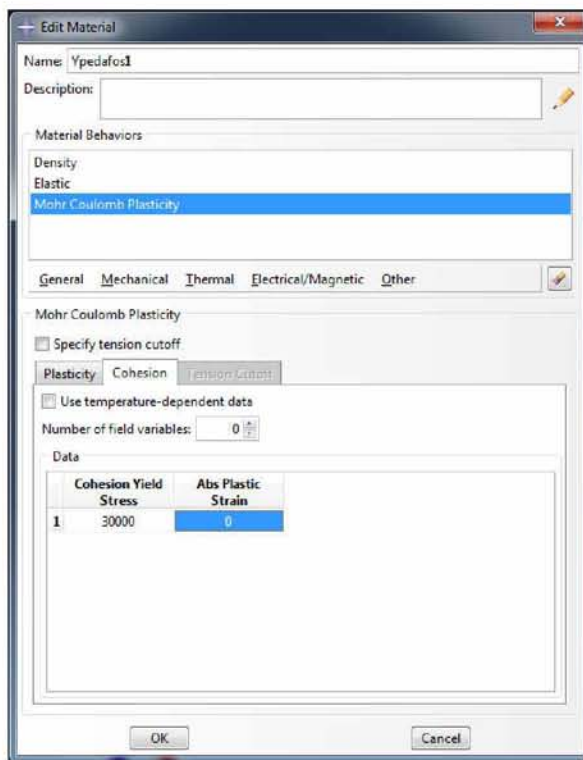 Edit Material
Name: Ypedafos1
Description:
Material Behaviors
Density
Elastic
Mohr Coulomb Plasticity
General Mechanical Thermal Electrical/Magnetic Other
Mohr Coulomb Plasticity
Specify tension cutoff
Plasticity Cohesion Tension Cutoff
Use temperature-dependent data
Number of field variables: 0
Data
Cohesion Yield Abs Plastic
Stress Strain
1 30000 0
OK Cancel